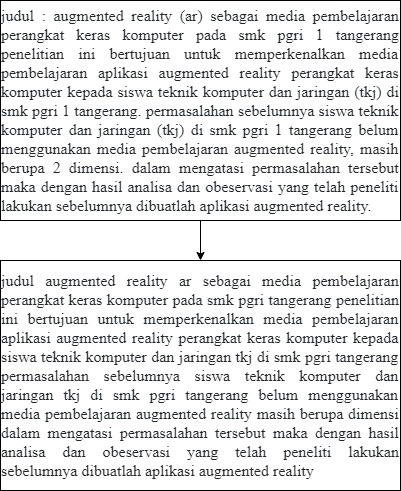 judul : augmented reality (ar) sebagai media pembelajaran
perangkat keras komputer pada smk pgri 1 tangerang
penelitian ini bertujuan untuk memperkenalkan media
pembelajaran aplikasi augmented reality perangkat keras
komputer kepada siswa teknik komputer dan jaringan (tkj) di
smk pgri 1 tangerang. permasalahan sebelumnya siswa teknik
komputer dan jaringan (tkj) di smk pgri 1 tangerang belum
menggunakan media pembelajaran augmented reality, masih
berupa 2 dimensi. dalam mengatasi permasalahan tersebut
maka dengan hasil analisa dan obeservasi yang telah peneliti
lakukan sebelumnya dibuatlah aplikasi augmented reality.
judul augmented reality ar sebagai media pembelajaran
perangkat keras komputer pada smk pgri tangerang penelitian
ini bertujuan untuk memperkenalkan media pembelajaran
aplikasi augmented reality perangkat keras komputer kepada
siswa teknik komputer dan jaringan tkj di smk pgri tangerang
permasalahan sebelumnya siswa teknik komputer dan
jaringan tkj di smk pgri tangerang belum menggunakan
media pembelajaran augmented reality masih berupa dimensi
dalam mengatasi permasalahan tersebut maka dengan hasil
analisa dan obeservasi yang telah peneliti lakukan
sebelumnya dibuatlah aplikasi augmented reality